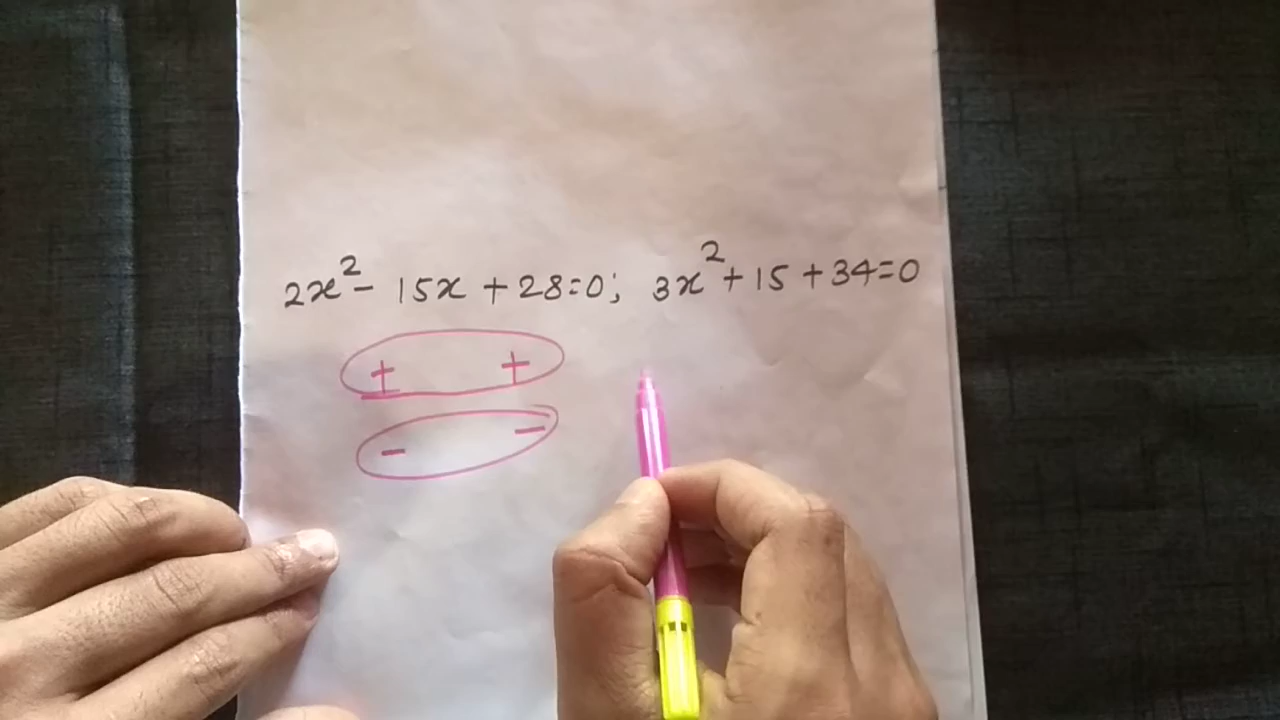 2x² - 15x + 28=0; 3x² + 15 + 34=0
+ +
- -